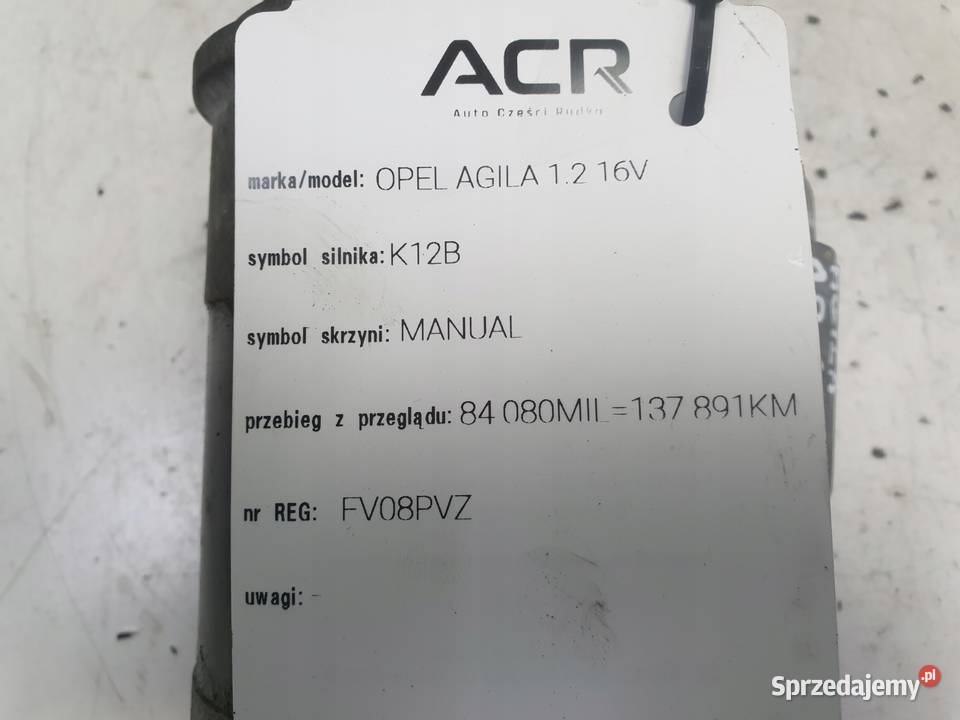 ACR
Auto Części Rudka
marka/model: OPEL AGILA 1.2 16V
symbol silnika: K12B
symbol skrzyni: MANUAL
przebieg z przeglądu: 84 080MIL=137 891KM
nr REG: FV08PVZ
uwagi: -
Sprzedajemy.pl